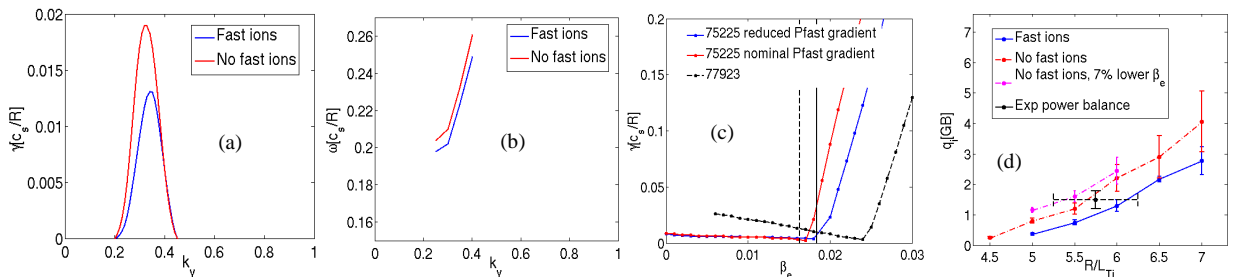 0.02
0.015
0.01
0.005
0
0
0.2
0.4
0.6
0.8
1
γ[c_s/R]
k_y
Fast ions
No fast ions
(a)
0.26
0.24
0.22
0.2
0.18
0.16
0
0.2
0.4
0.6
0.8
1
ω[c_s/R]
k_y
Fast ions
No fast ions
(b)
0.2
0.15
0.1
0.05
0
0
0.01
0.02
0.03
γ[c_s/R]
β_e
75225 reduced Pfast gradient
75225 nominal Pfast gradient
77923
(c)
7
6
5
4
3
2
1
0
4.5
5
5.5
6
6.5
7
q_i[GB]
R/L_Ti
Fast ions
No fast ions
No fast ions, 7% lower β_e
Exp power balance
(d)